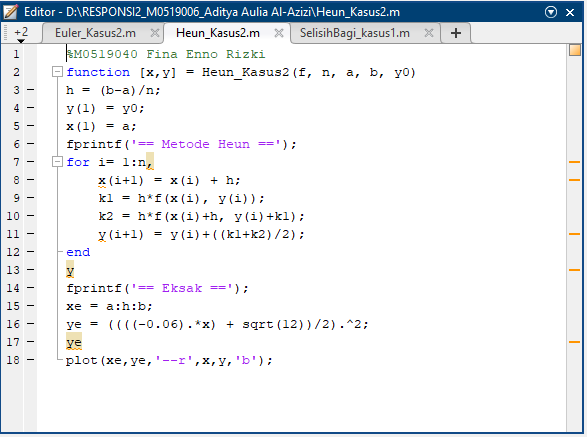 Editor - D:\RESPONSI2_M0519006_Aditya Aulia Al-Azizi\Heun_Kasus2.m
+2 Euler_Kasus2.m Heun_Kasus2.m SelisihBagi_kasus1.m +
1 %M0519040 Fina Enno Rizki
2 function [x,y] = Heun_Kasus2(f, n, a, b, y0)
3 - h = (b-a)/n;
4 - y(1) = y0;
5 - x(1) = a;
6 - fprintf('== Metode Heun ==');
7 - for i= 1:n,
8 - x(i+1) = x(i) + h;
9 - k1 = h*f(x(i), y(i));
10 - k2 = h*f(x(i)+h, y(i)+k1);
11 - y(i+1) = y(i)+((k1+k2)/2);
12 - end
13 - y
14 - fprintf('== Eksak ==');
15 - xe = a:h:b;
16 - ye = ((((-0.06).*x) + sqrt(12))/2).^2;
17 - ye
18 - plot(xe,ye,'--r',x,y,'b');